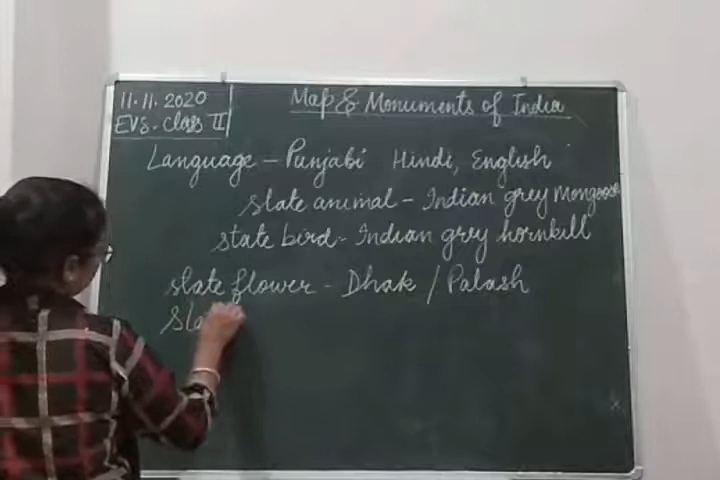 11.11.2020
EVS. Class II
Map & Monuments of India
Language - Punjabi Hindi, English
state animal - Indian grey Mongoose
state bird - Indian grey hornbill
state flower - Dhak / Palash
Sta